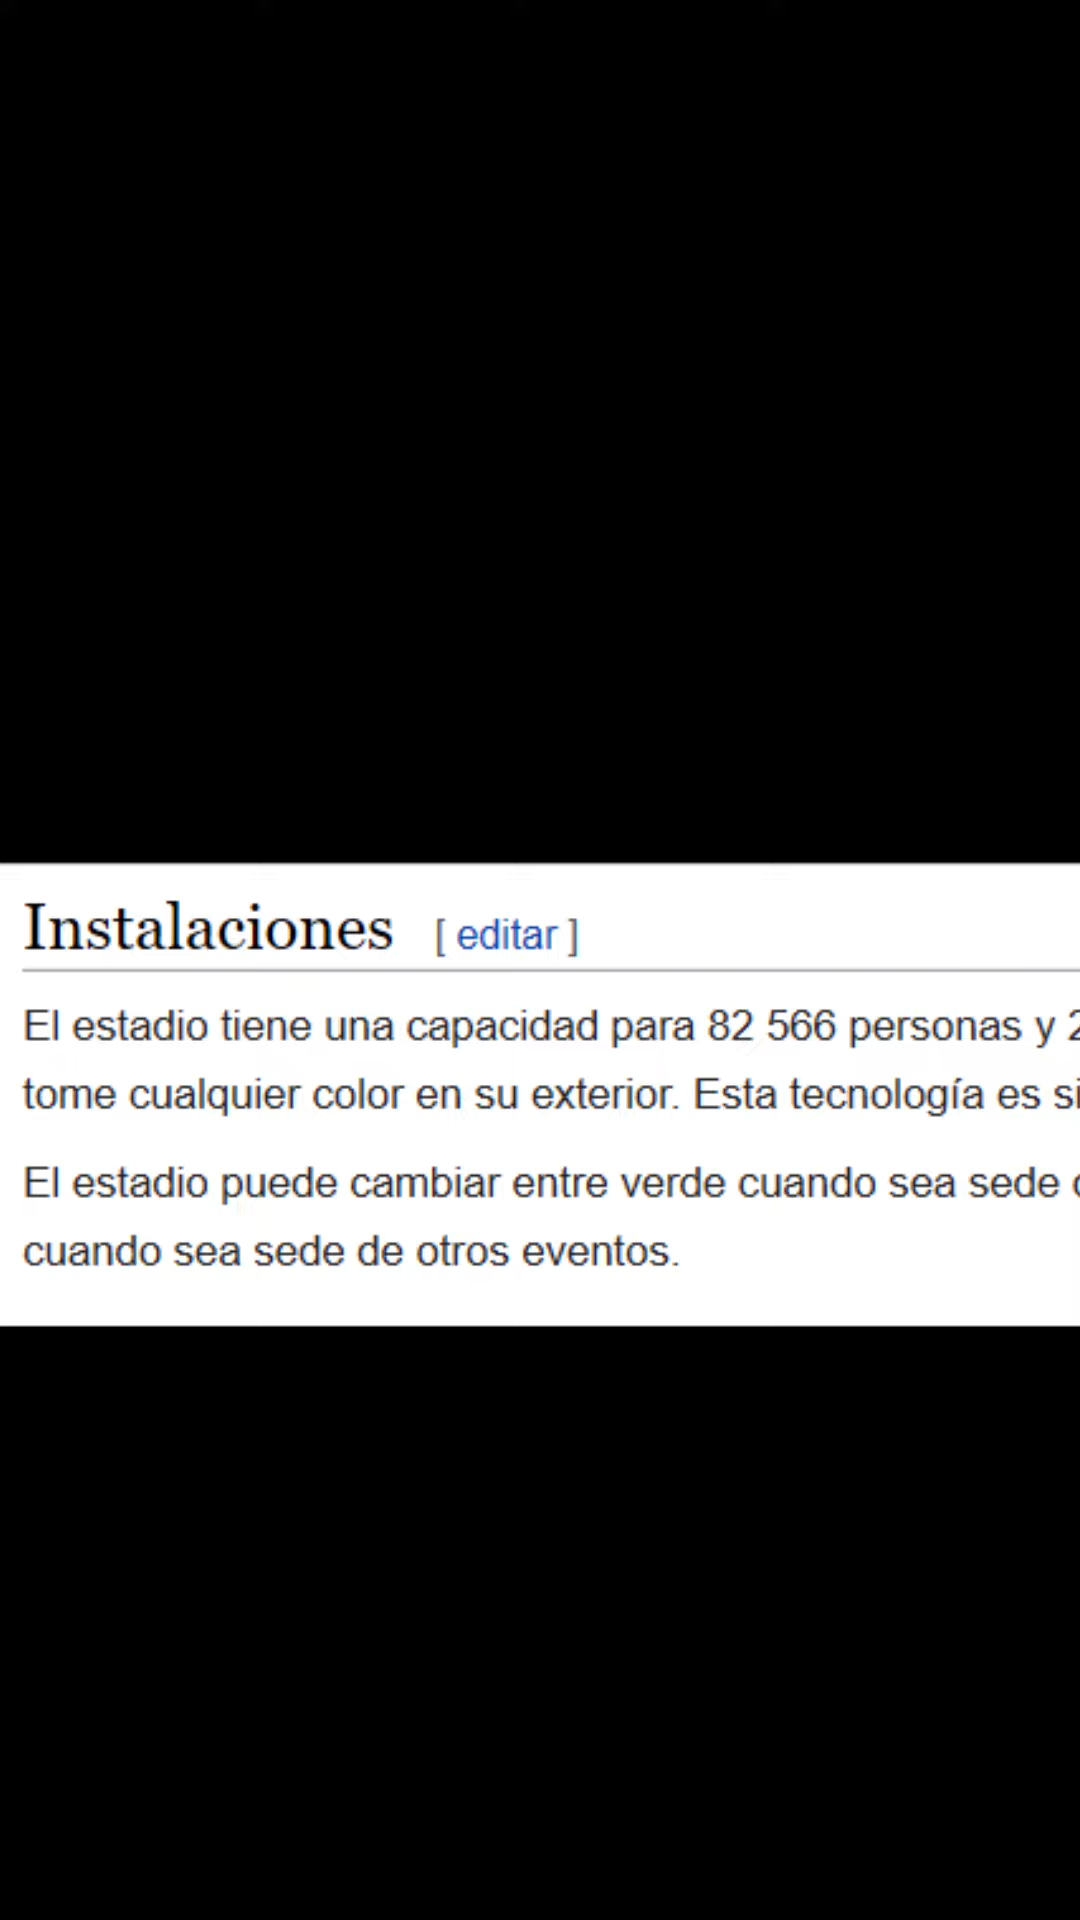 Instalaciones [ editar ]
El estadio tiene una capacidad para 82 566 personas y
tome cualquier color en su exterior. Esta tecnología es
El estadio puede cambiar entre verde cuando sea sede
cuando sea sede de otros eventos.